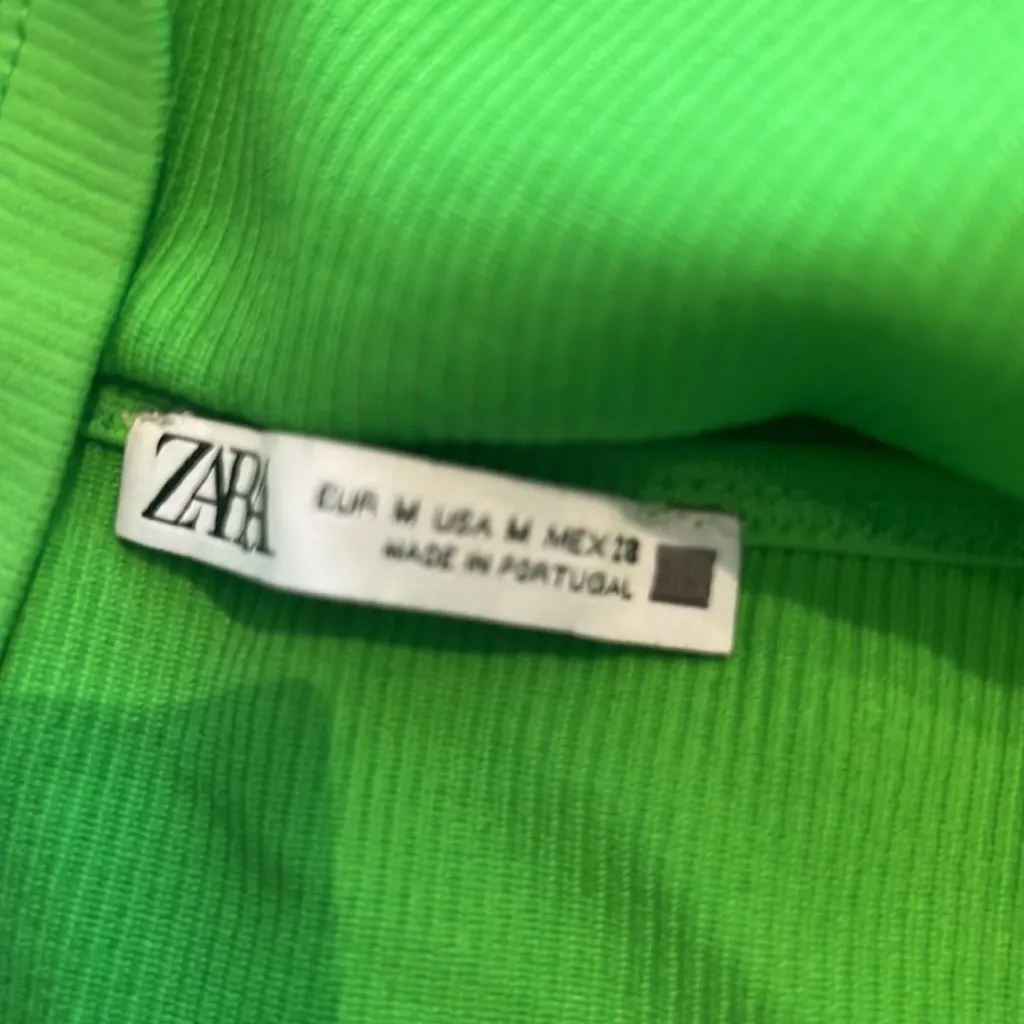 ZARA
EUR M USA M MEX 28
MADE IN PORTUGAL